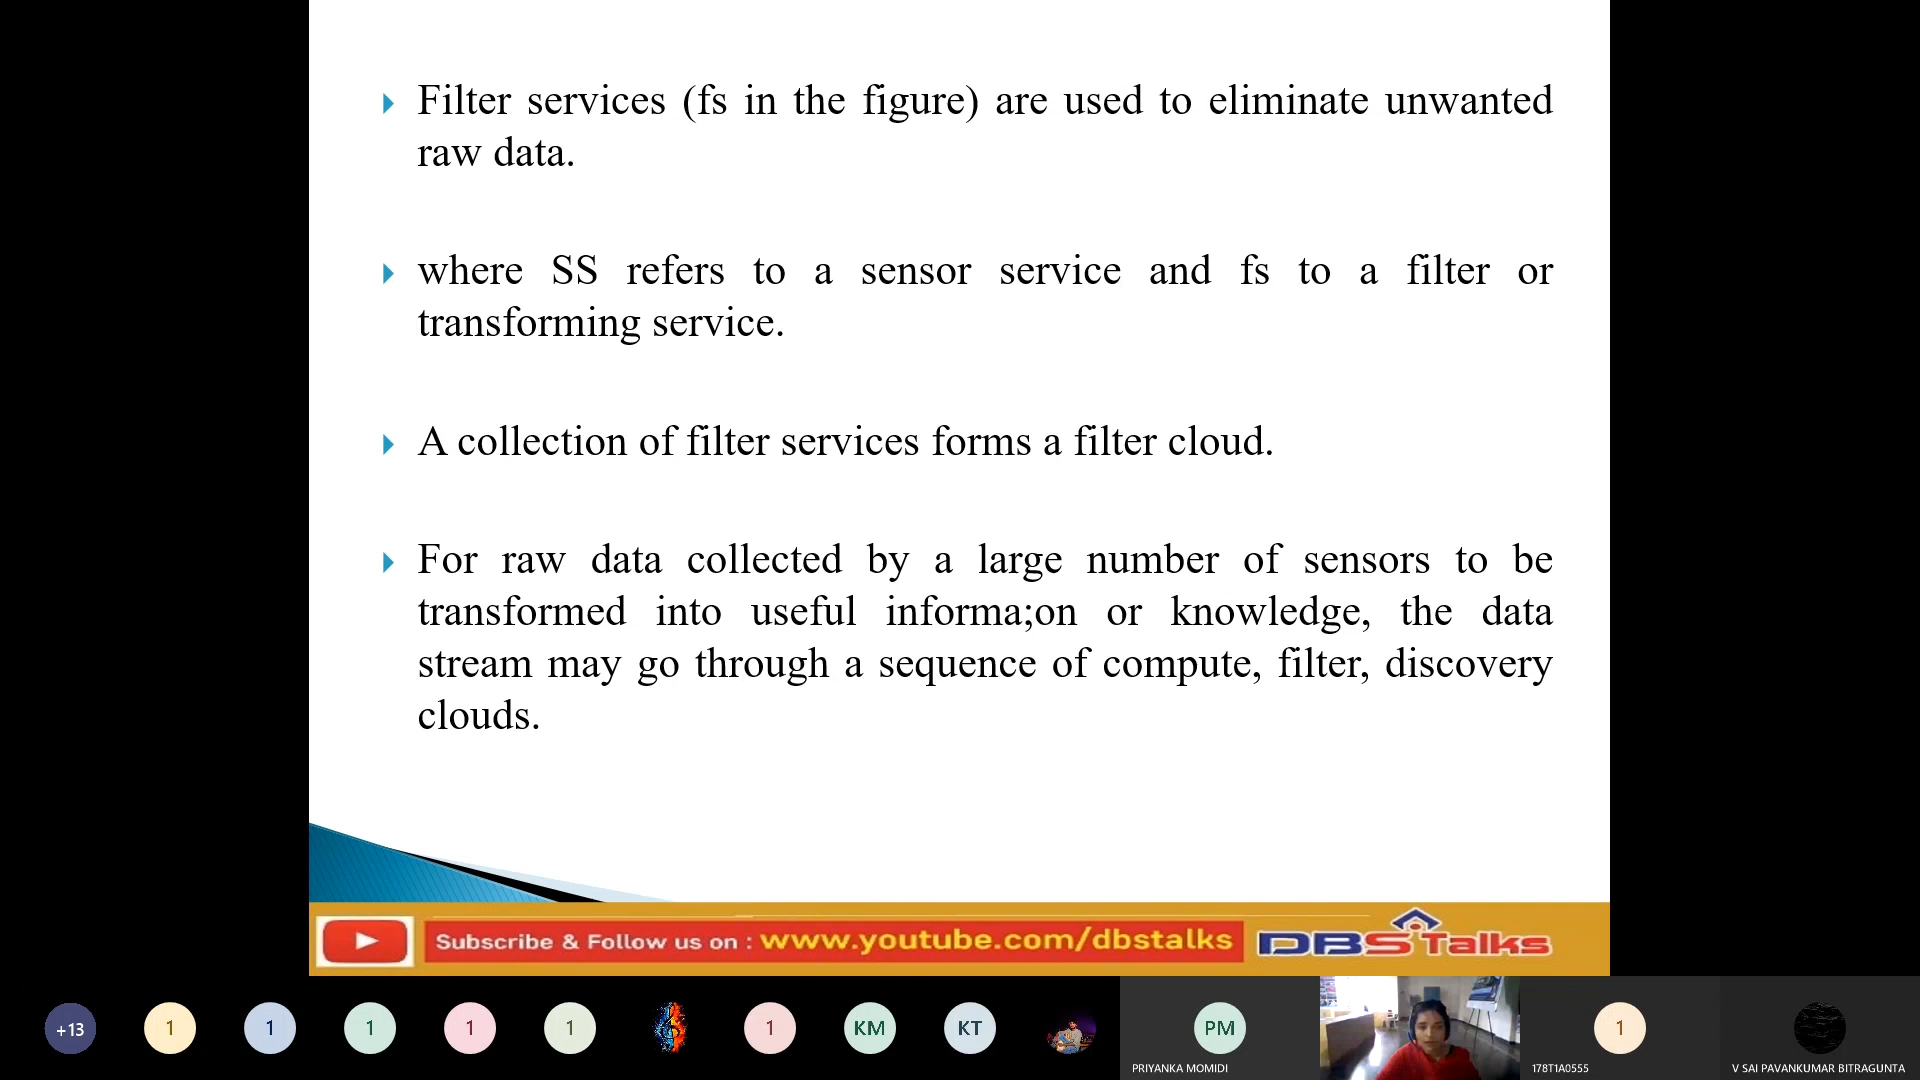 Filter services (fs in the figure) are used to eliminate unwanted
raw data.
where SS refers to a sensor service and fs to a filter or
transforming service.
A collection of filter services forms a filter cloud.
For raw data collected by a large number of sensors to be
transformed into useful informa;on or knowledge, the data
stream may go through a sequence of compute, filter, discovery
clouds.
Subscribe & Follow us on : www.youtube.com/dbstalks
DBSTalks
+13
1
1
1
1
1
1
KM
KT
PM
1
PRIYANKA MOMIDI
178T1A0555
V SAI PAVANKUMAR BITRAGUNTA